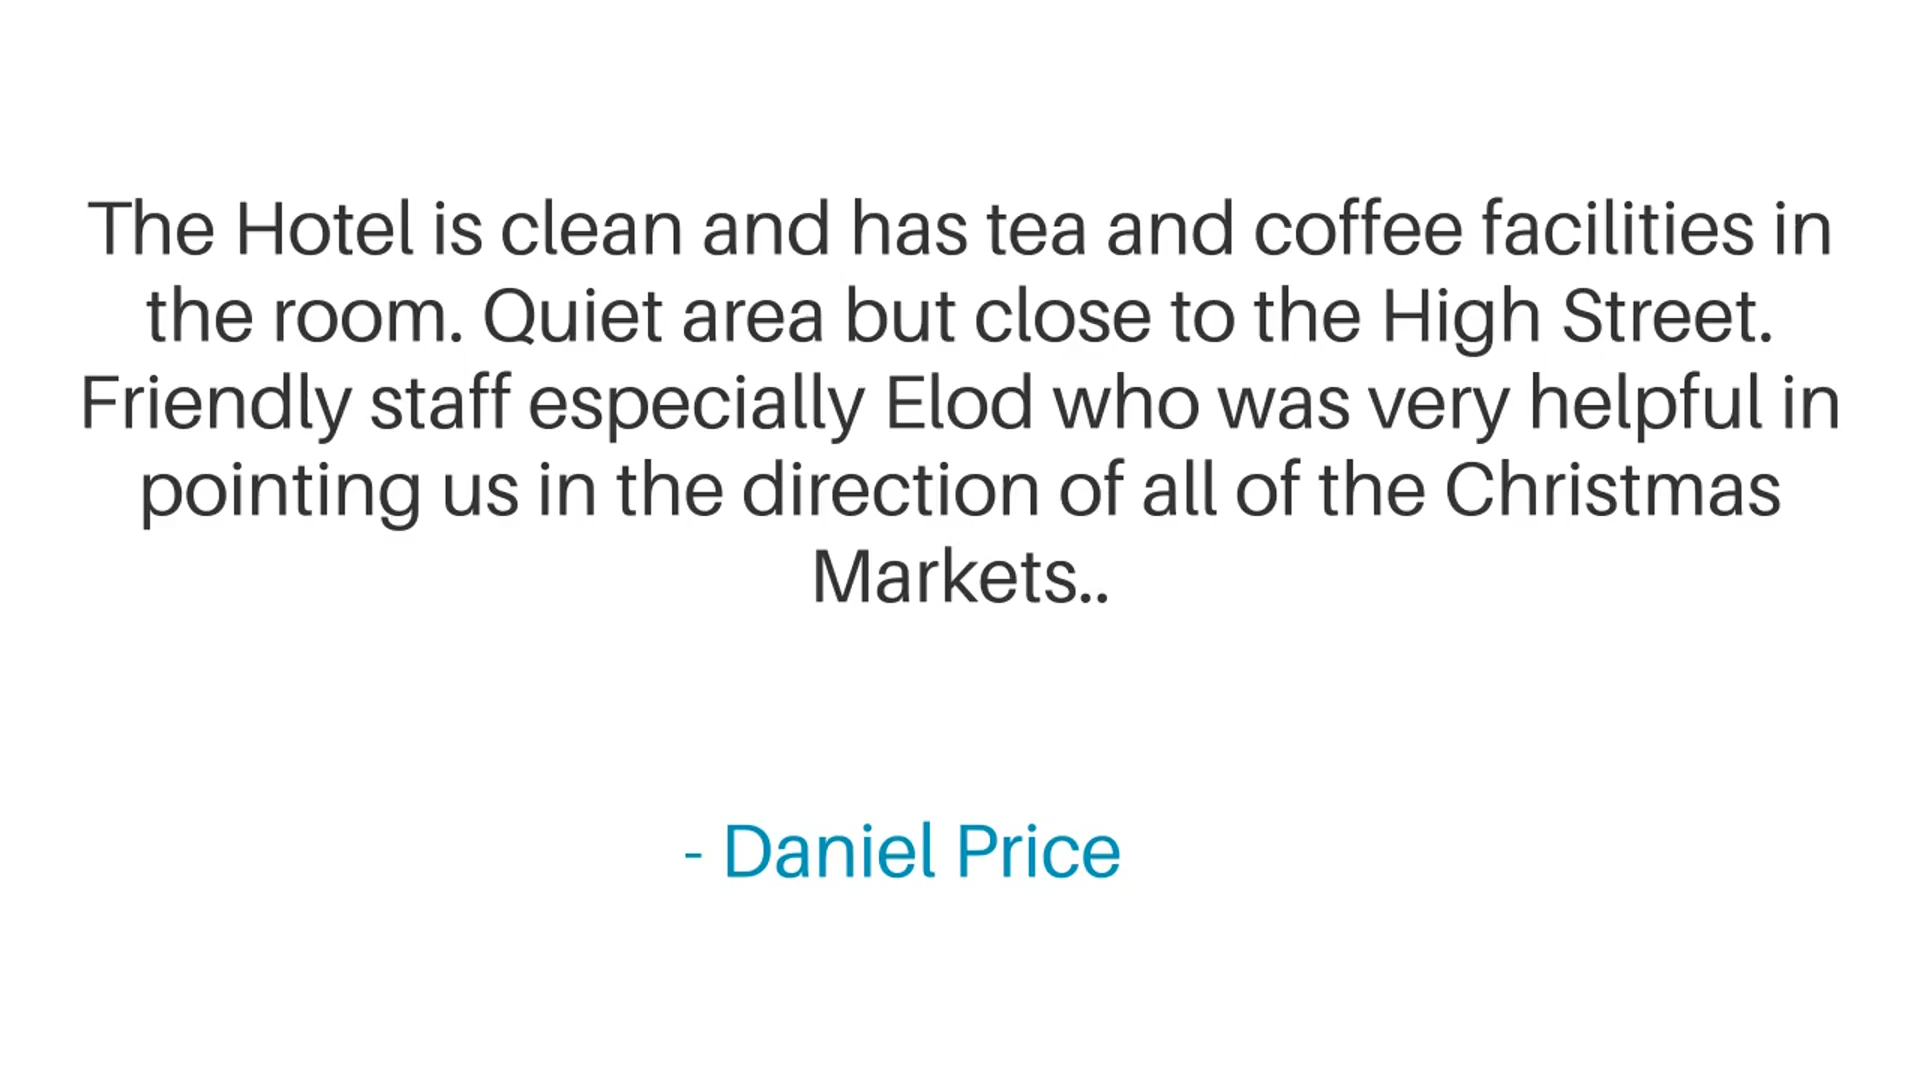 The Hotel is clean and has tea and coffee facilities in
the room. Quiet area but close to the High Street.
Friendly staff especially Elod who was very helpful in
pointing us in the direction of all of the Christmas
Markets..
- Daniel Price